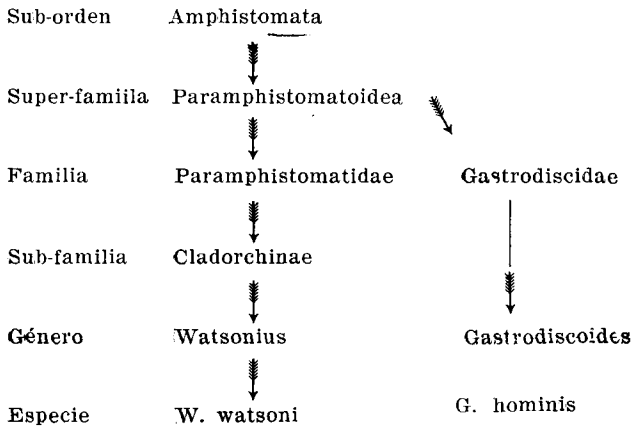 Sub-orden Amphistomata
Super-famiila Paramphistomatoidea
Familia Paramphistomatidae Gastrodiscidae
Sub-familia Cladorchinae
Género Watsonius Gastrodiscoides
Especie W. watsoni G. hominis